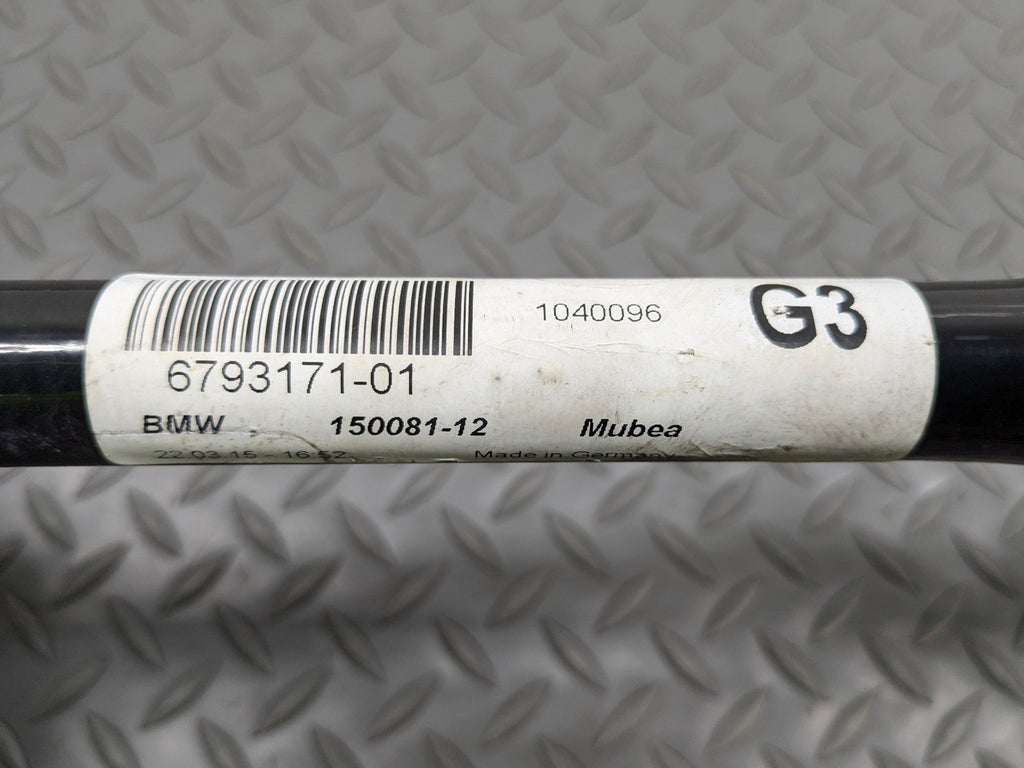 1040096 G3
6793171-01
BMW 150081-12 Mubea
22.03.15 - 16:52 Made in Germany